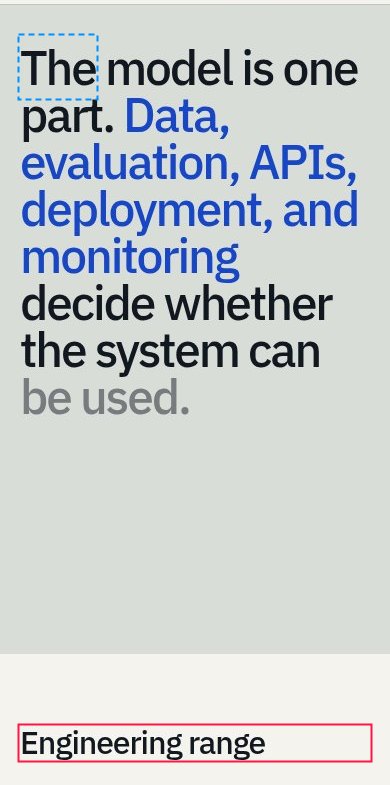 The model is one
part. Data,
evaluation, APIs,
deployment, and
monitoring
decide whether
the system can
be used.
Engineering range